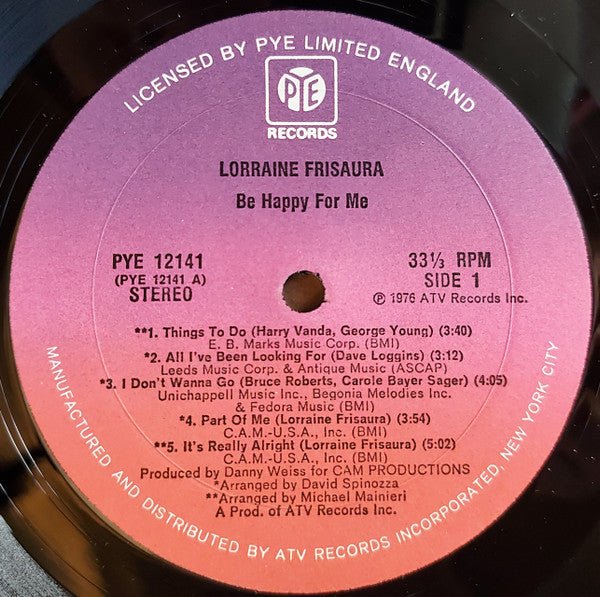 LICENSED BY PYE LIMITED ENGLAND
PYE
RECORDS
LORRAINE FRISAURA
Be Happy For Me
PYE 12141
(PYE 12141 A)
STEREO
33⅓ RPM
SIDE 1
℗ 1976 ATV Records Inc.
**1. Things To Do (Harry Vanda, George Young) (3:40)
E. B. Marks Music Corp. (BMI)
*2. All I've Been Looking For (Dave Loggins) (3:12)
Leeds Music Corp. & Antique Music (ASCAP)
*3. I Don't Wanna Go (Bruce Roberts, Carole Bayer Sager) (4:05)
Unichappell Music Inc., Begonia Melodies Inc.
& Fedora Music (BMI)
*4. Part Of Me (Lorraine Frisaura) (3:54)
C.A.M.-U.S.A., Inc. (BMI)
**5. It's Really Alright (Lorraine Frisaura) (5:02)
C.A.M.-U.S.A., Inc. (BMI)
Produced by Danny Weiss for CAM PRODUCTIONS
*Arranged by David Spinozza
**Arranged by Michael Mainieri
A Prod. of ATV Records Inc.
MANUFACTURED AND DISTRIBUTED BY ATV RECORDS INCORPORATED, NEW YORK CITY